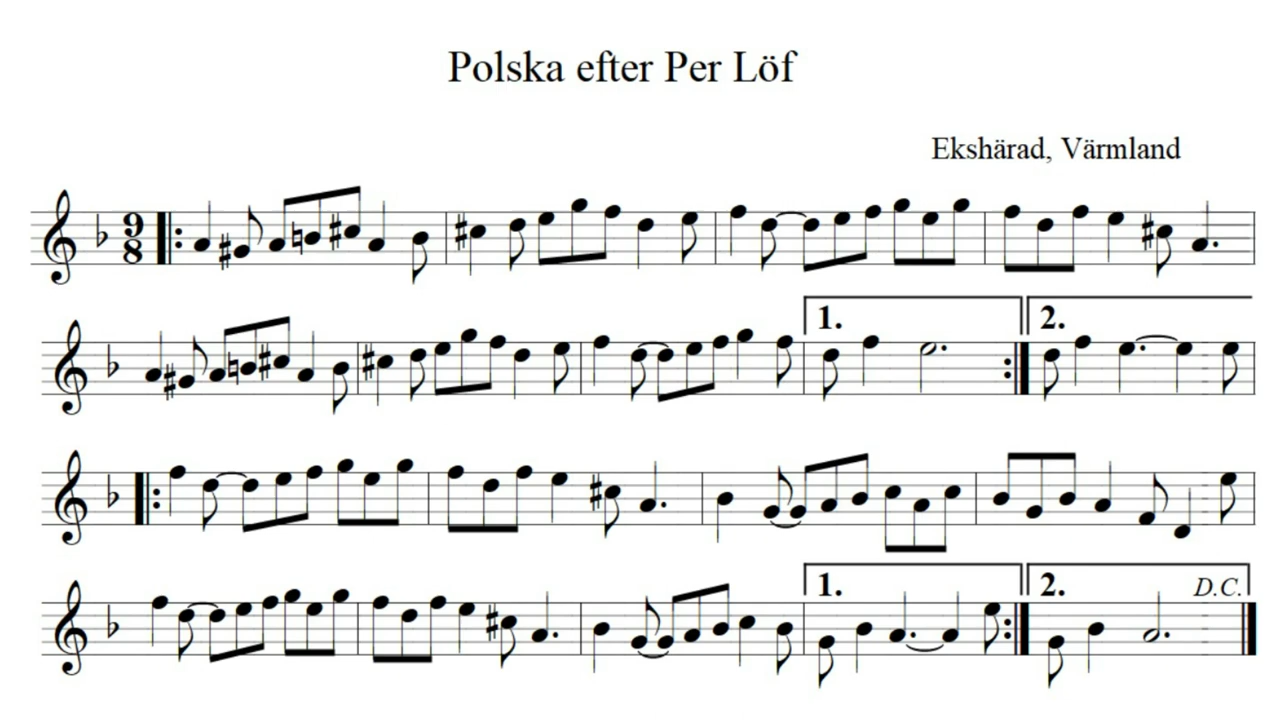 Polska efter Per Löf
Ekshärad, Värmland
9
8
1.
2.
1.
2.
D.C.